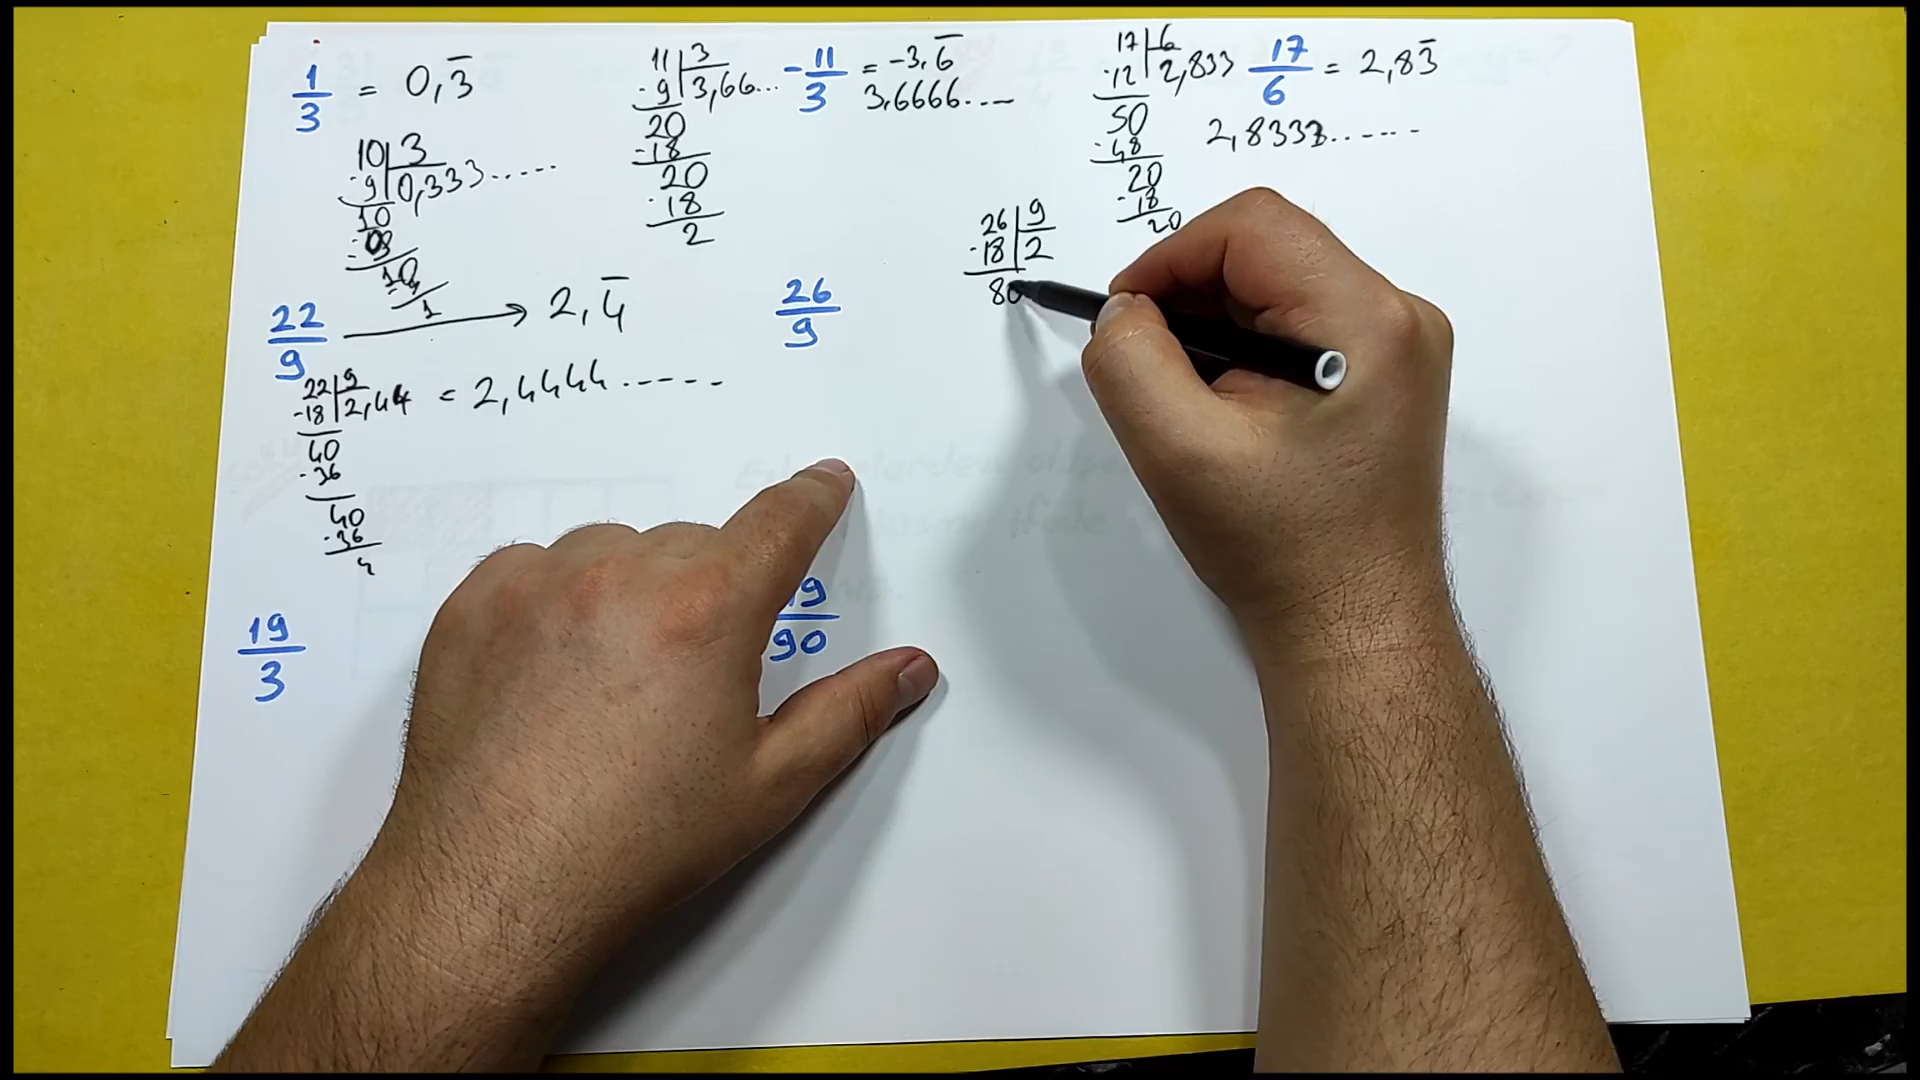 1/3 = 0,3̅
10 | 3
-9 | 0,333.....
10
10
1
11 | 3
-9 | 3,66...
20
-18
20
-18
2
-11/3 = -3,6̅
3,6666....
17 | 6
-12 | 2,833
50
-48
20
-18
20
17/6 = 2,83̅
2,8333......
22/9 → 2,4̅
22 | 9
-18 | 2,44 = 2,4444.....
40
-36
40
-36
4
26/9
26 | 9
-18 | 2
80
19/3
90